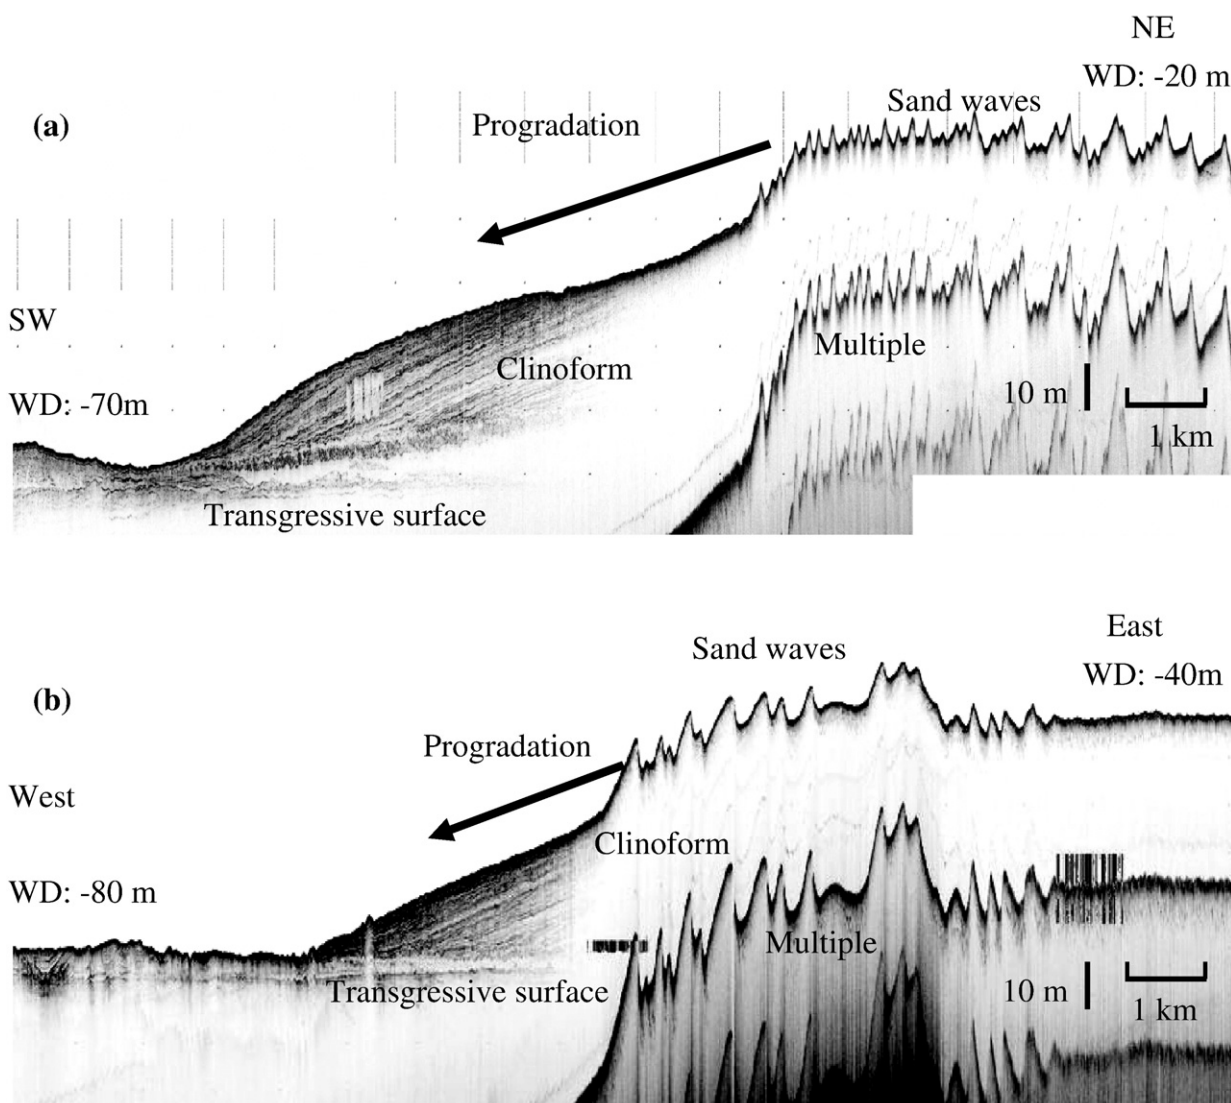 NE
WD: -20 m
(a)
Progradation
Sand waves
SW
Multiple
Clinoform
WD: -70m
10 m
1 km
Transgressive surface
East
Sand waves
WD: -40m
(b)
Progradation
West
Clinoform
WD: -80 m
Multiple
Transgressive surface
10 m
1 km